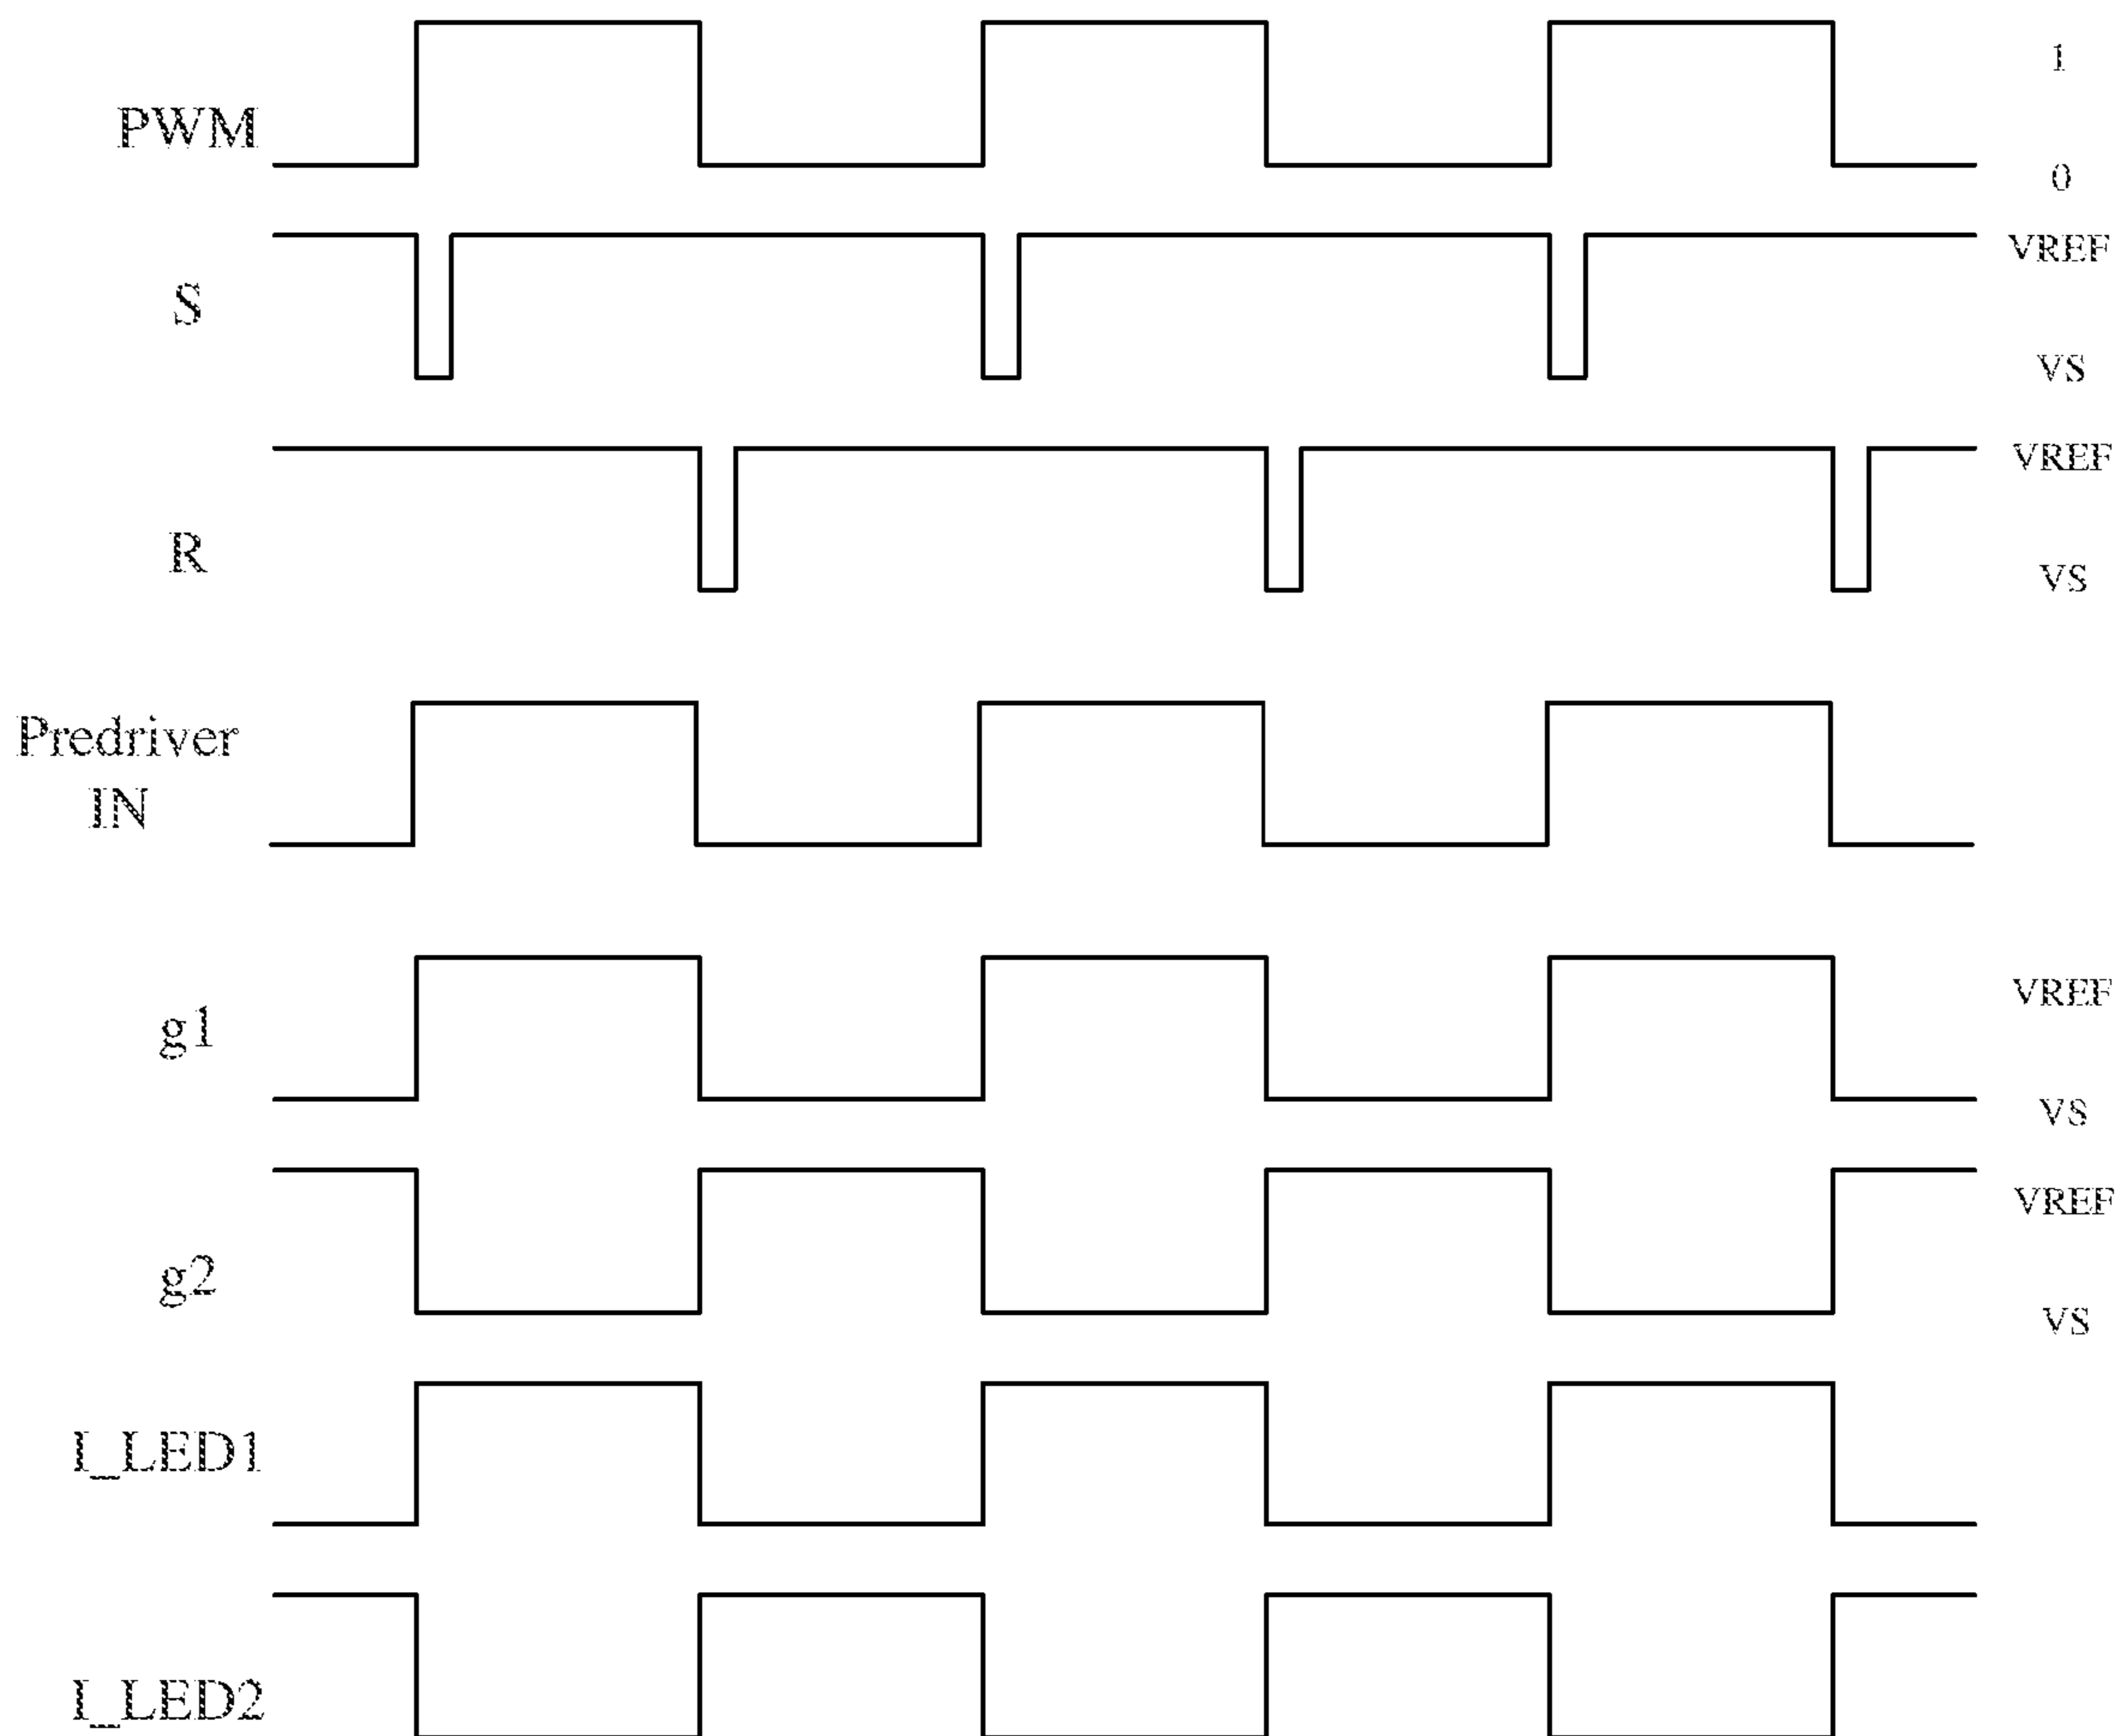 PWM
1
0
S
VREF
VS
R
VREF
VS
Predriver
IN
g1
VREF
VS
g2
VREF
VS
I_LED1
I_LED2